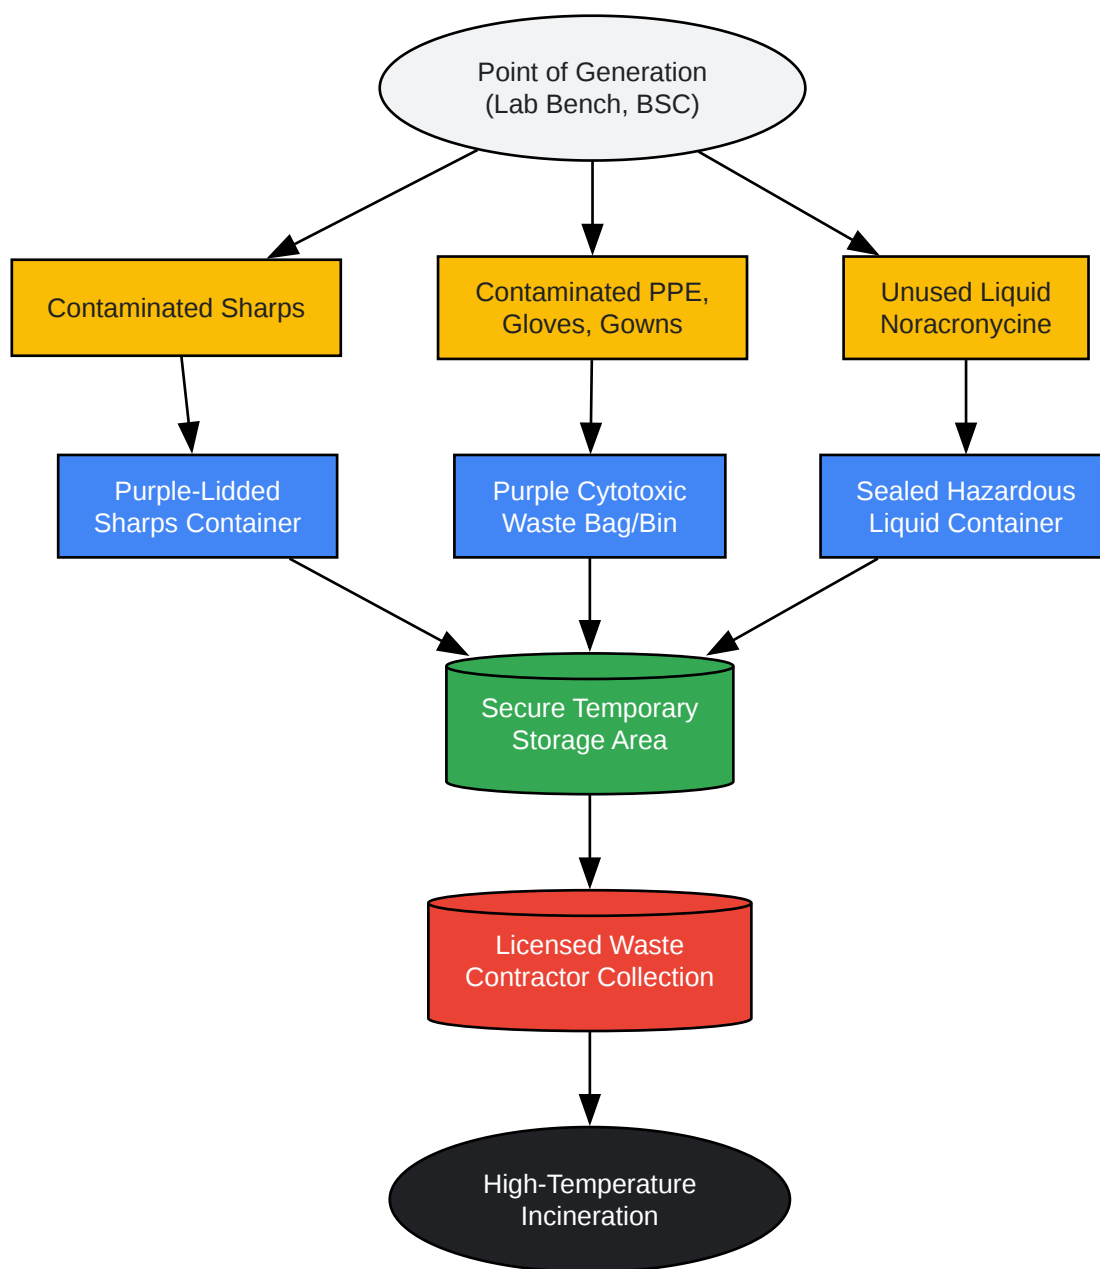 Point of Generation
(Lab Bench, BSC)
Contaminated Sharps
Contaminated PPE,
Gloves, Gowns
Unused Liquid
Noracronycine
Purple-Lidded
Sharps Container
Purple Cytotoxic
Waste Bag/Bin
Sealed Hazardous
Liquid Container
Secure Temporary
Storage Area
Licensed Waste
Contractor Collection
High-Temperature
Incineration